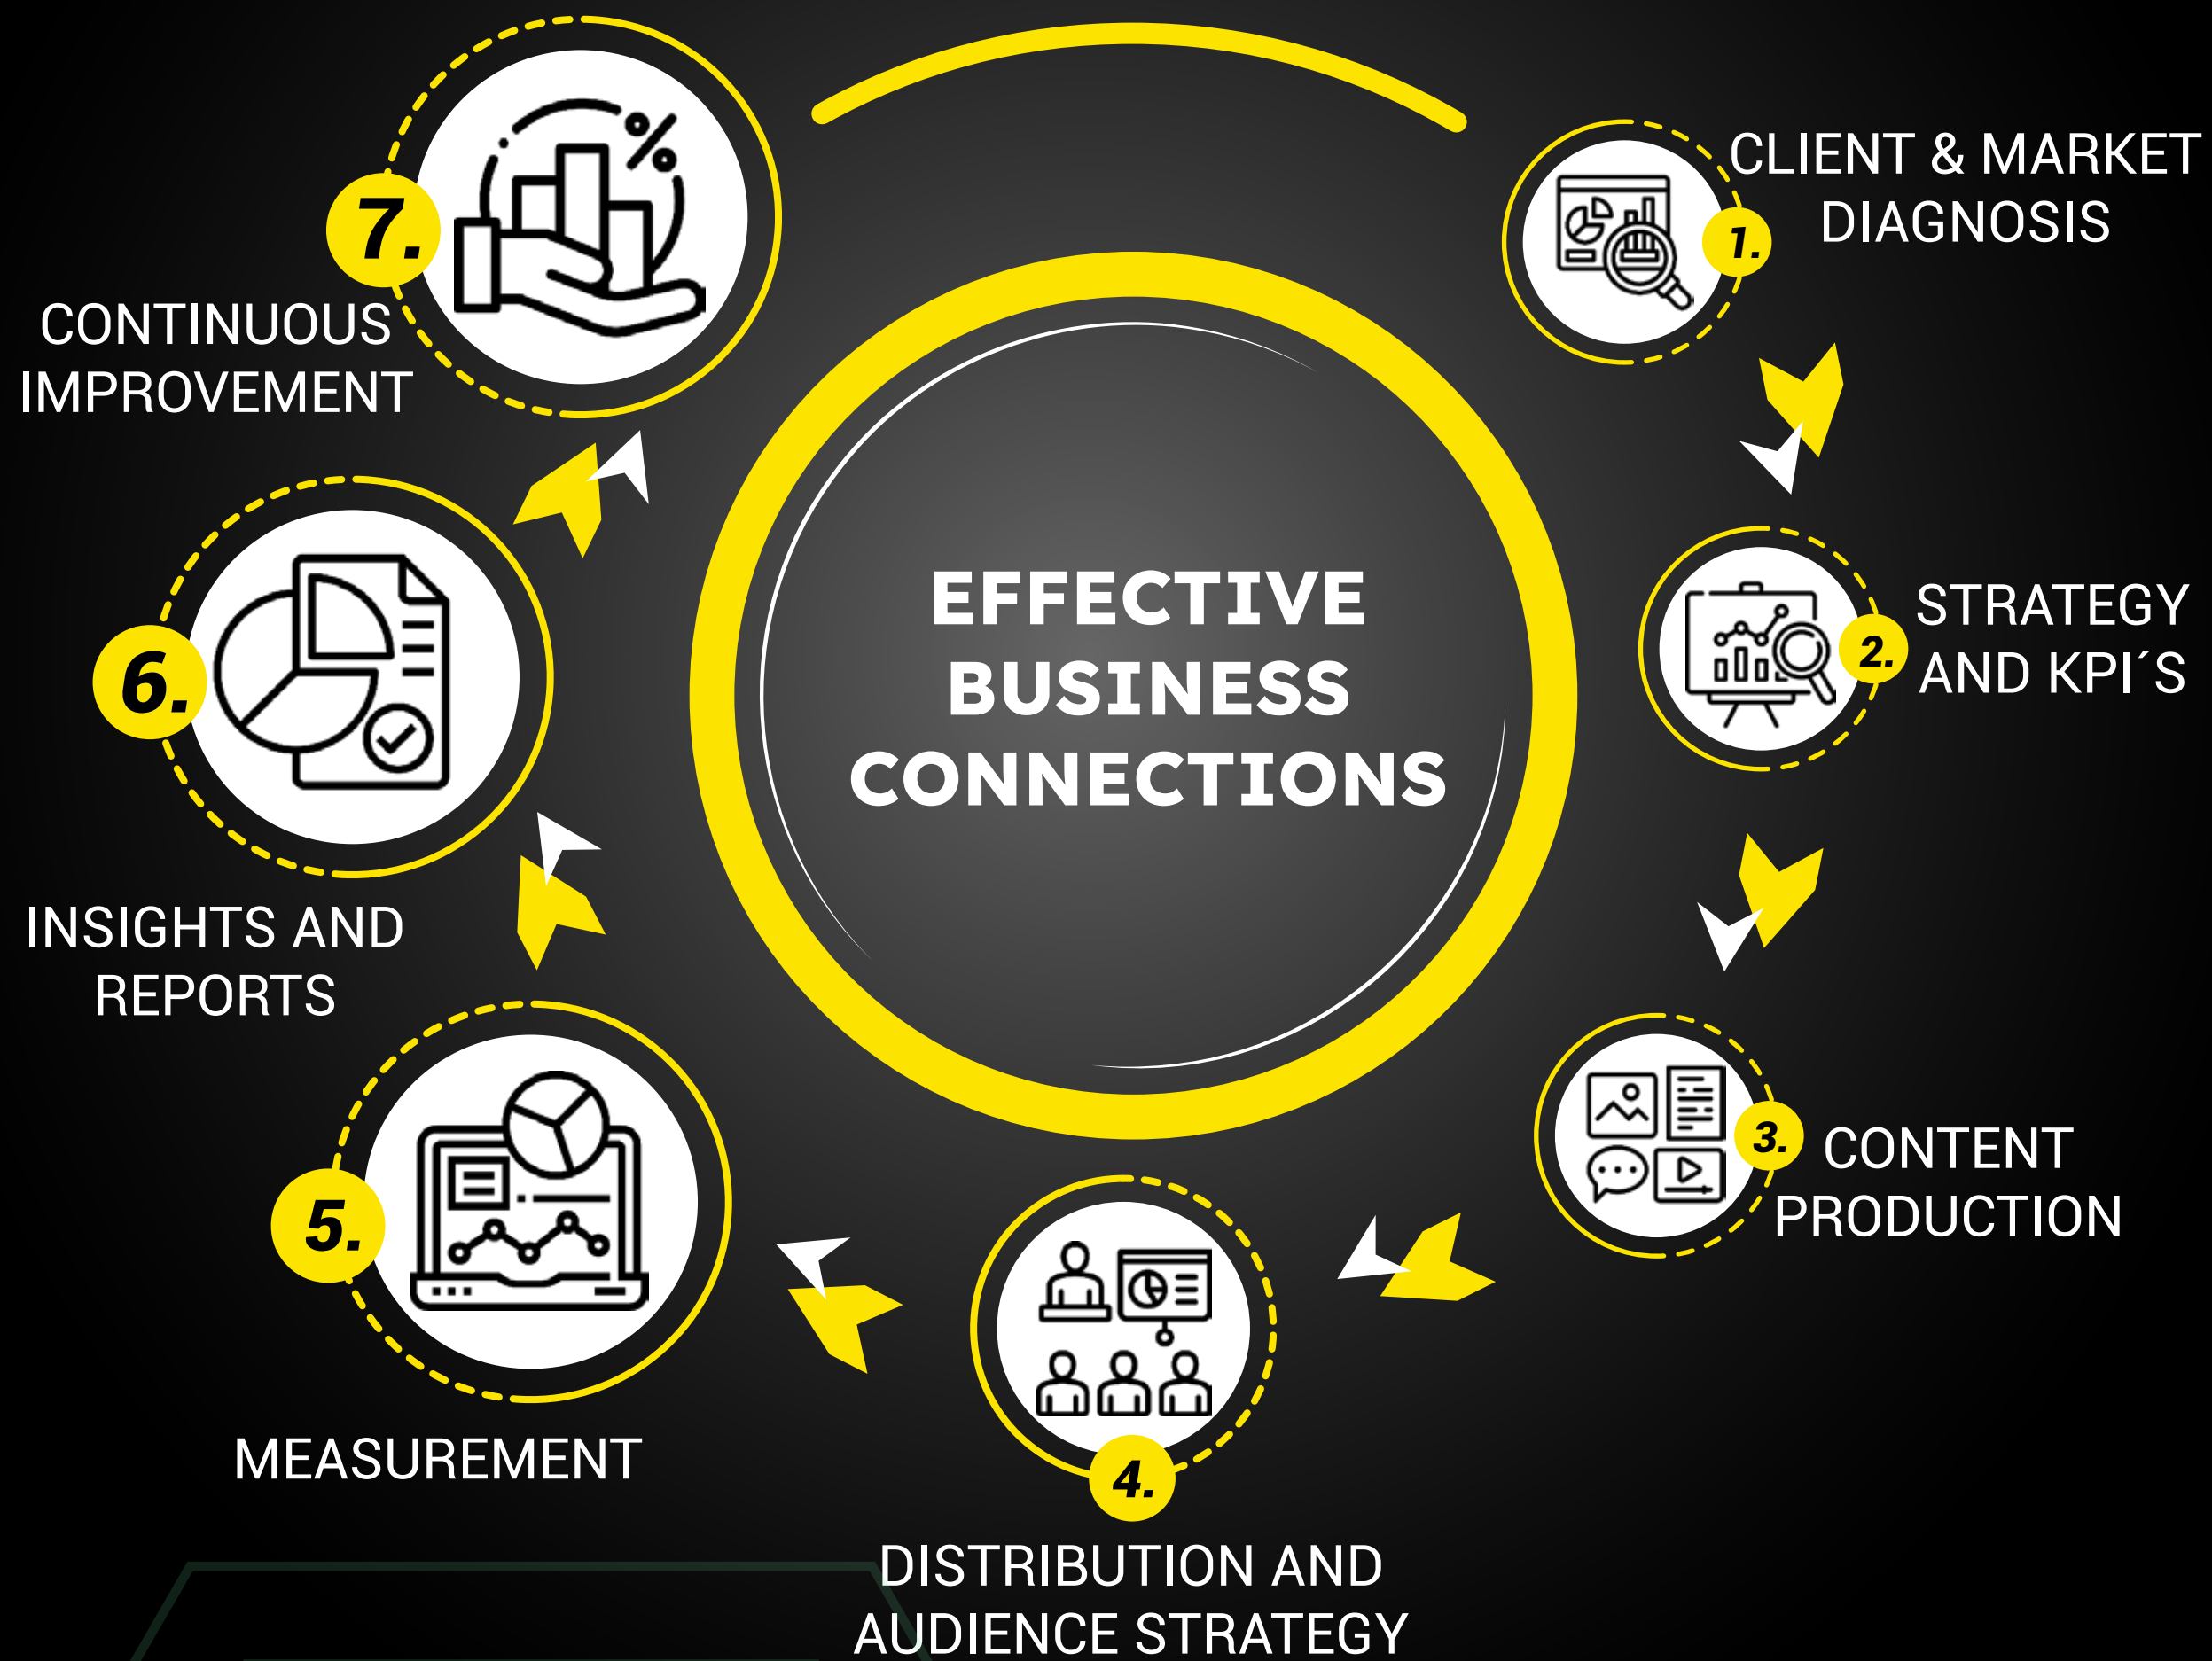 EFFECTIVE
BUSINESS
CONNECTIONS
1.
CLIENT & MARKET
DIAGNOSIS
2.
STRATEGY
AND KPI´S
3.
CONTENT
PRODUCTION
4.
DISTRIBUTION AND
AUDIENCE STRATEGY
5.
MEASUREMENT
6.
INSIGHTS AND
REPORTS
7.
CONTINUOUS
IMPROVEMENT
%